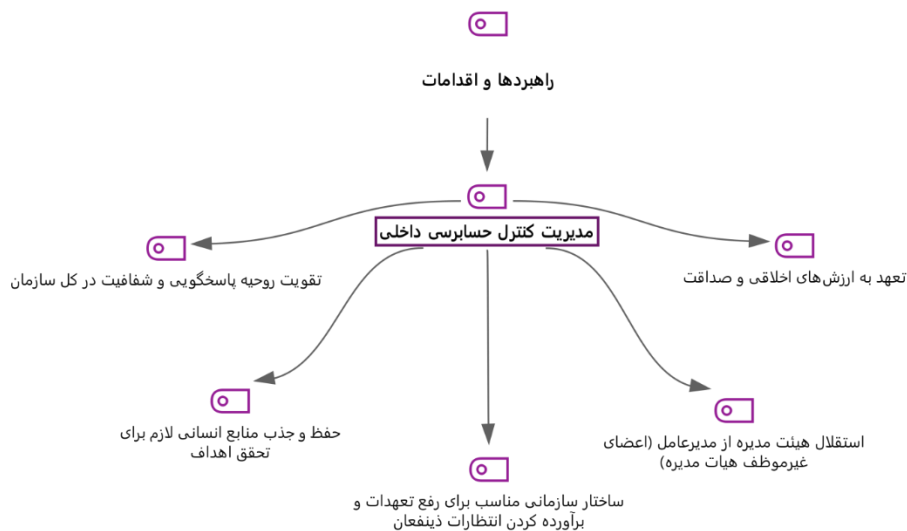 راهبردها و اقدامات
مدیریت کنترل حسابرسی داخلی
تعهد به ارزش‌های اخلاقی و صداقت
تقویت روحیه پاسخگویی و شفافیت در کل سازمان
استقلال هیئت مدیره از مدیرعامل (اعضای
غیرموظف هیات مدیره)
حفظ و جذب منابع انسانی لازم برای
تحقق اهداف
ساختار سازمانی مناسب برای رفع تعهدات و
برآورده کردن انتظارات ذینفعان